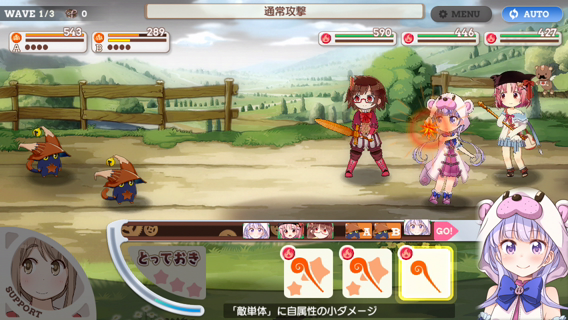 WAVE 1/3 0
通常攻撃
MENU
AUTO
543
289
A
B
590
446
427
A B
GO!
SUPPORT
とっておき
「敵単体」に自属性の小ダメージ